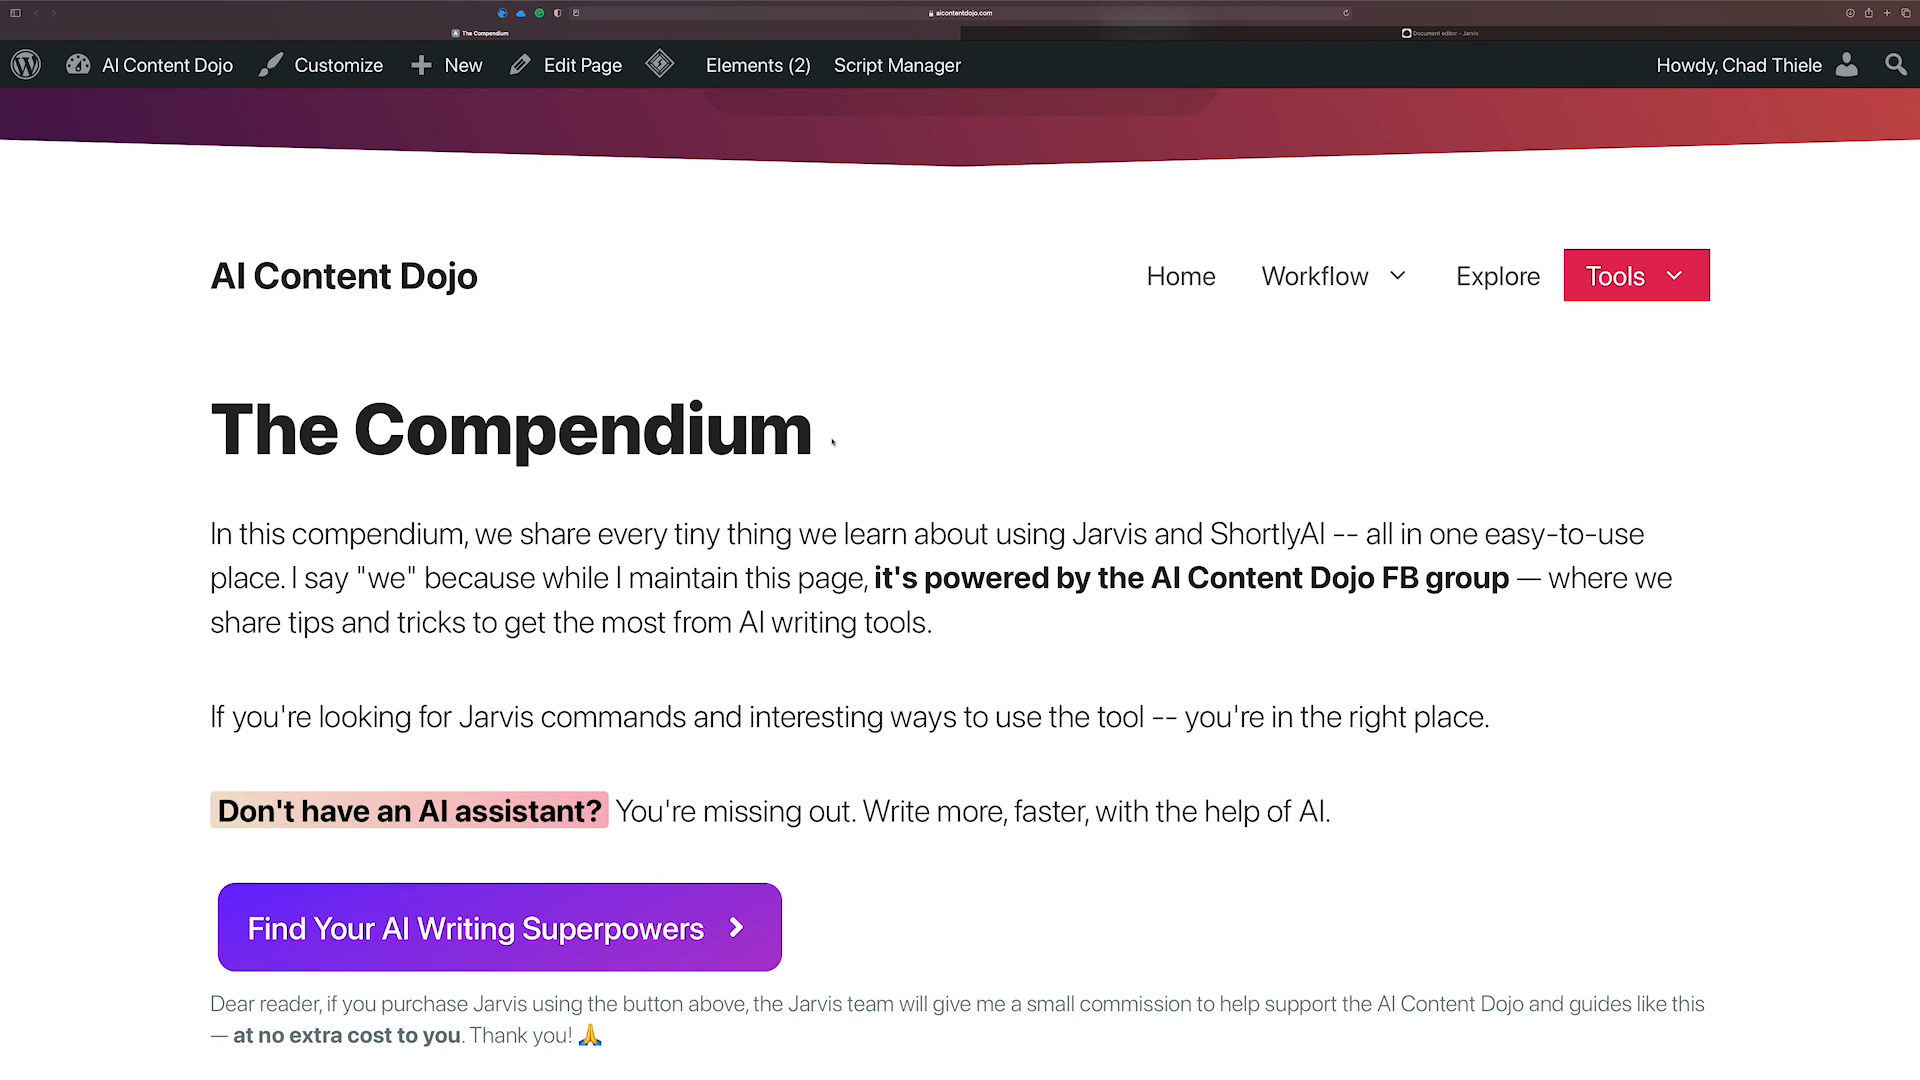 aicontentdojo.com
The Compendium
Document editor - Jarvis
AI Content Dojo Customize New Edit Page Elements (2) Script Manager Howdy, Chad Thiele
AI Content Dojo
Home Workflow Explore Tools
The Compendium
In this compendium, we share every tiny thing we learn about using Jarvis and ShortlyAI -- all in one easy-to-use
place. I say "we" because while I maintain this page, it's powered by the AI Content Dojo FB group — where we
share tips and tricks to get the most from AI writing tools.
If you're looking for Jarvis commands and interesting ways to use the tool -- you're in the right place.
Don't have an AI assistant? You're missing out. Write more, faster, with the help of AI.
Find Your AI Writing Superpowers
Dear reader, if you purchase Jarvis using the button above, the Jarvis team will give me a small commission to help support the AI Content Dojo and guides like this
— at no extra cost to you. Thank you! 🙏